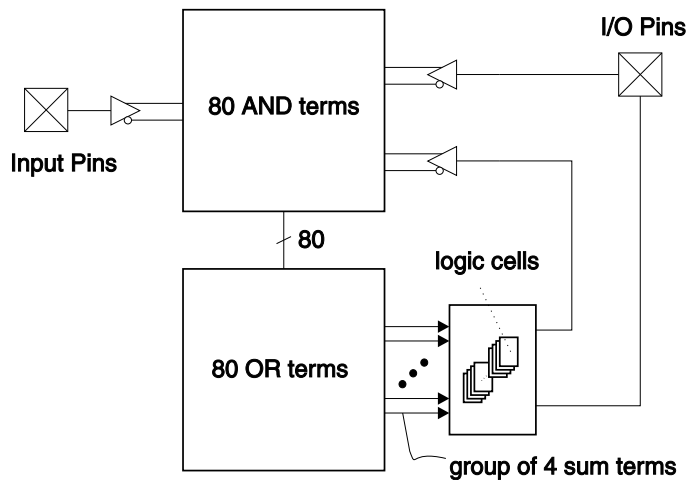 I/O Pins
80 AND terms
Input Pins
80
logic cells
80 OR terms
group of 4 sum terms